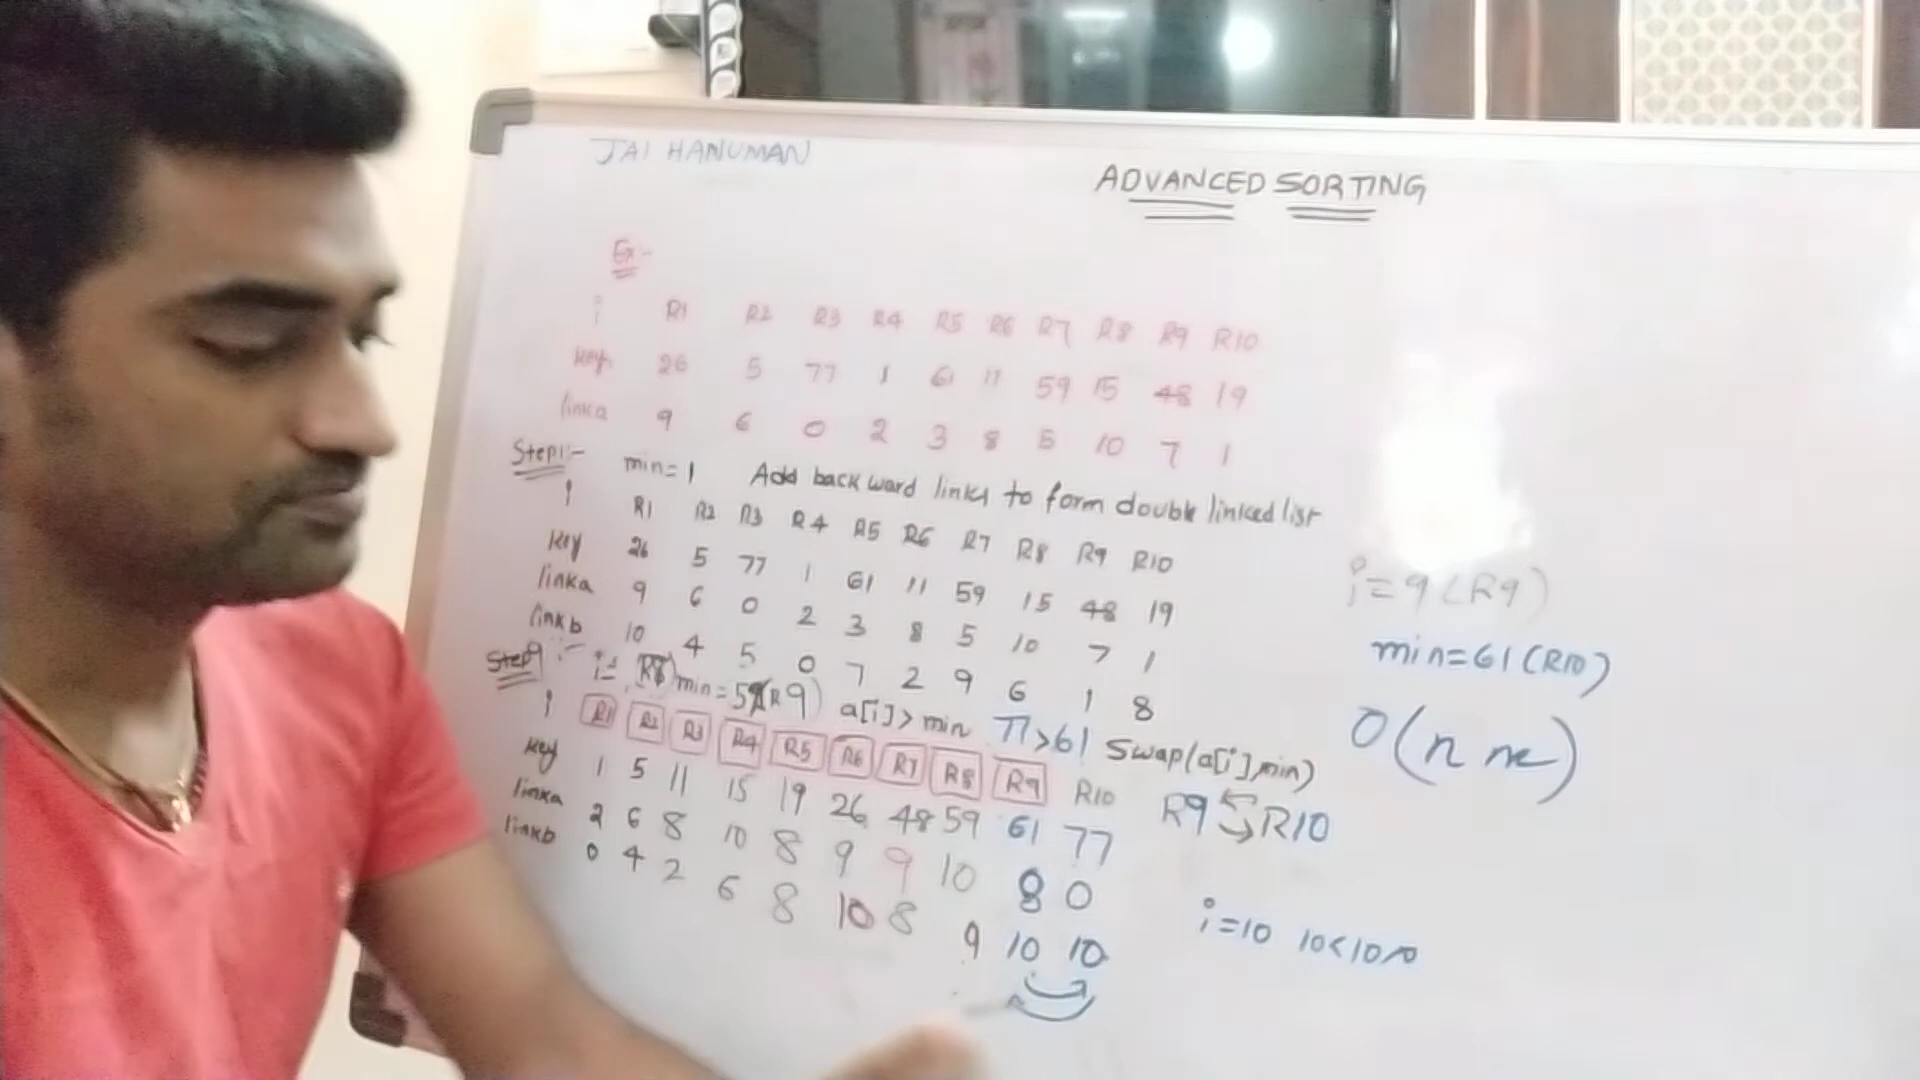 JAI HANUMAN
ADVANCED SORTING
Ex:-
i R1 R2 R3 R4 R5 R6 R7 R8 R9 R10
key 26 5 77 1 61 11 59 15 48 19
linka 9 6 0 2 3 8 5 10 7 1
Step1:- min=1 Add backward links to form double linked list
i R1 R2 R3 R4 R5 R6 R7 R8 R9 R10
key 26 5 77 1 61 11 59 15 48 19
linka 9 6 0 2 3 8 5 10 7 1
linkb 10 4 5 0 7 2 9 6 1 8
i=9(R9)
min=61(R10)
O(n
Step9:- i= R8 min=59(R9) a[i]>min 77>61 Swap(a[i],min)
i R1 R2 R3 R4 R5 R6 R7 R8 R9 R10
R9 R10
key 1 5 11 15 19 26 48 59 61 77
linka 2 6 8 10 8 9 9 10 8 0
linkb 0 4 2 6 8 10 8 9 10 10
i=10 10<10